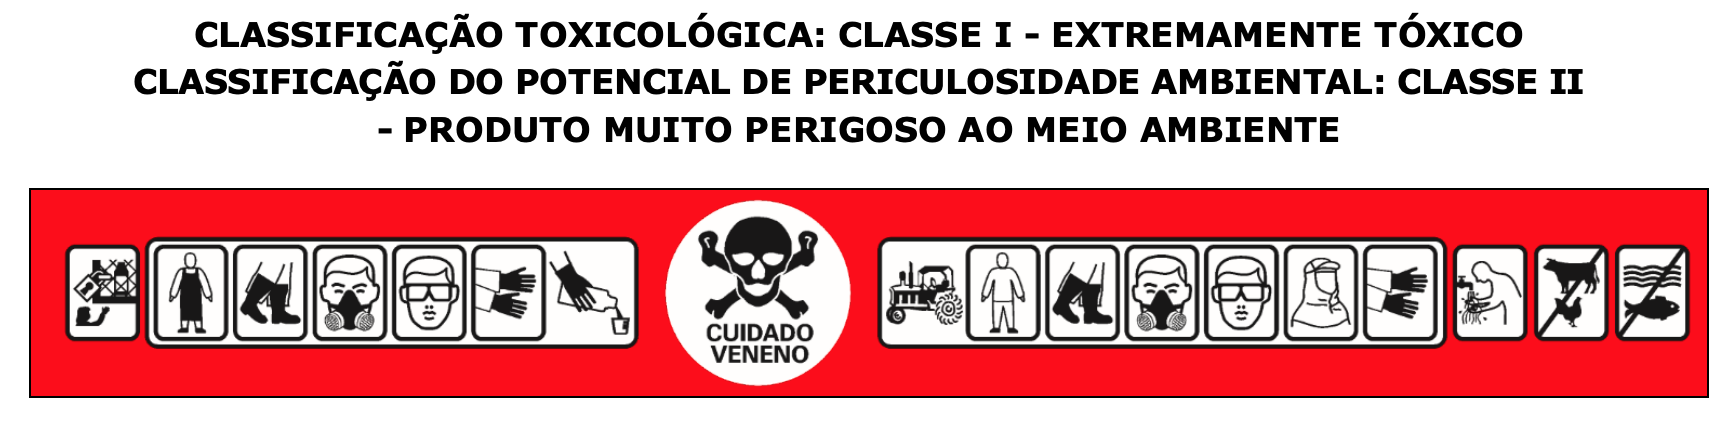 CLASSIFICAÇÃO TOXICOLÓGICA: CLASSE I - EXTREMAMENTE TÓXICO
CLASSIFICAÇÃO DO POTENCIAL DE PERICULOSIDADE AMBIENTAL: CLASSE II
- PRODUTO MUITO PERIGOSO AO MEIO AMBIENTE
CUIDADO
VENENO